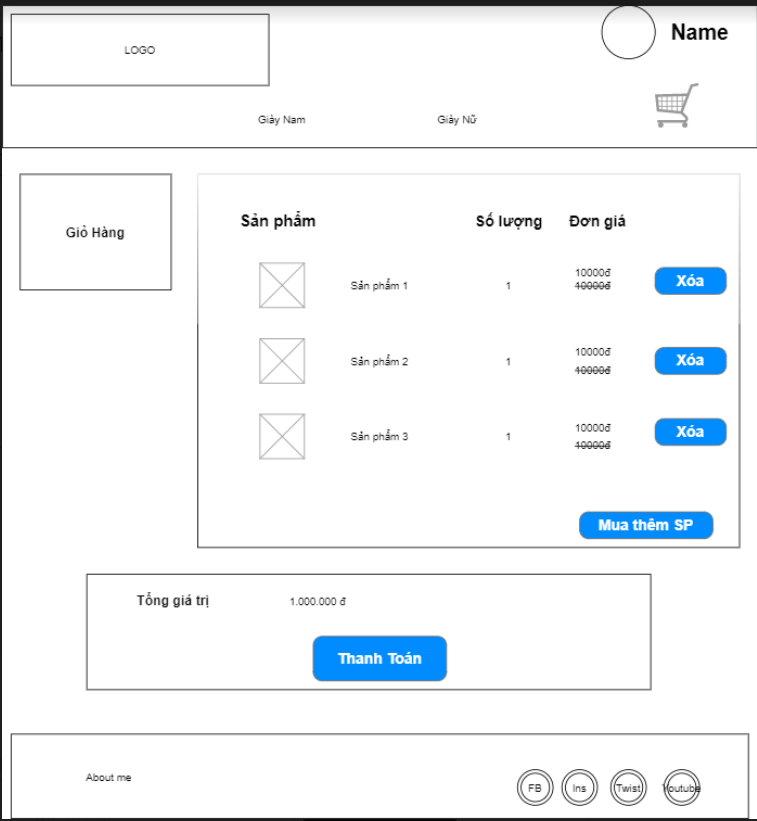 LOGO
Name
Giày Nam
Giày Nữ
Giỏ Hàng
Sản phẩm
Số lượng
Đơn giá
Sản phẩm 1
1
10000đ
10000đ
Xóa
Sản phẩm 2
1
10000đ
10000đ
Xóa
Sản phẩm 3
1
10000đ
10000đ
Xóa
Mua thêm SP
Tổng giá trị
1.000.000 đ
Thanh Toán
About me
FB
Ins
Twist
Youtube